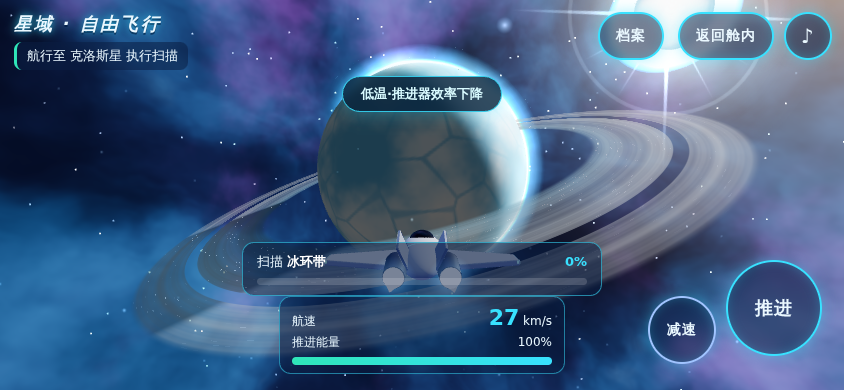 星域 · 自由飞行
航行至 克洛斯星 执行扫描
档案
返回舱内
♪
低温·推进器效率下降
扫描 冰环带 0%
航速 27 km/s
推进能量 100%
减速
推进